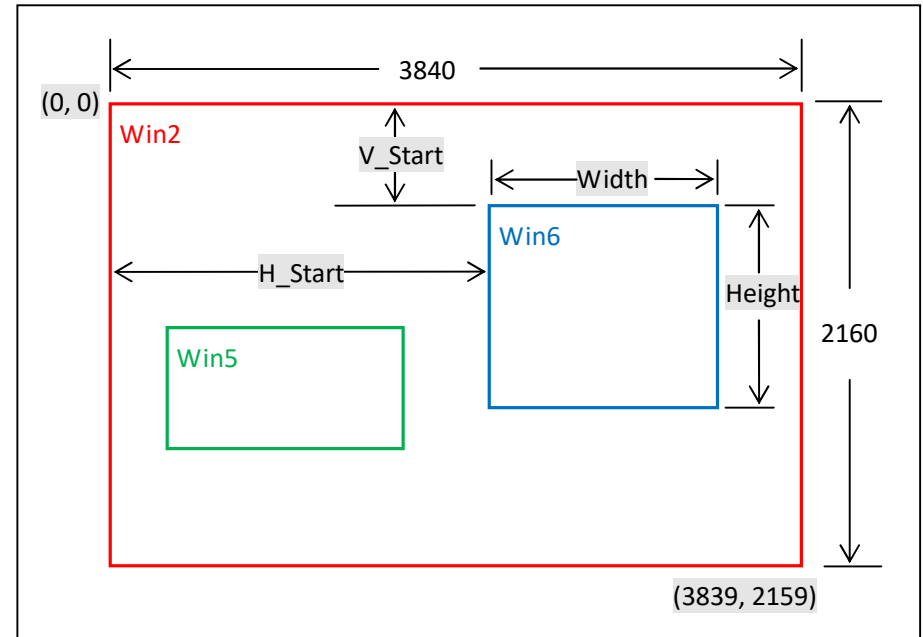 3840
(0, 0)
Win2
V_Start
Width
Win6
H_Start
Height
2160
Win5
(3839, 2159)